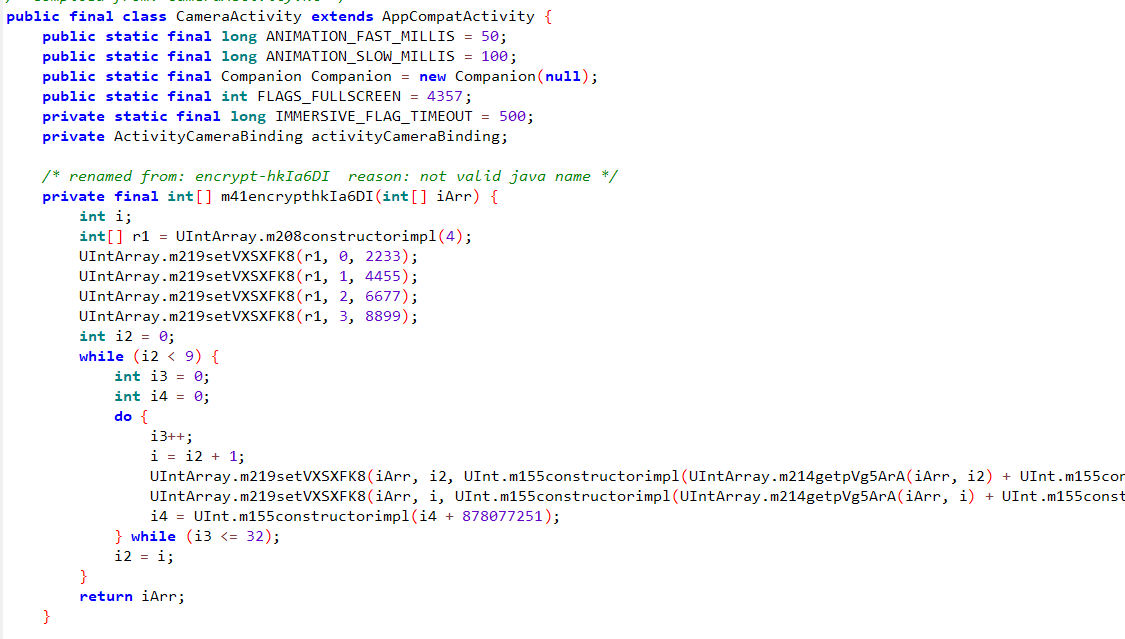 public final class CameraActivity extends AppCompatActivity {
    public static final long ANIMATION_FAST_MILLIS = 50;
    public static final long ANIMATION_SLOW_MILLIS = 100;
    public static final Companion Companion = new Companion(null);
    public static final int FLAGS_FULLSCREEN = 4357;
    private static final long IMMERSIVE_FLAG_TIMEOUT = 500;
    private ActivityCameraBinding activityCameraBinding;

    /* renamed from: encrypt-hkIa6DI  reason: not valid java name */
    private final int[] m41encrypthkIa6DI(int[] iArr) {
        int i;
        int[] r1 = UIntArray.m208constructorimpl(4);
        UIntArray.m219setVXSXFK8(r1, 0, 2233);
        UIntArray.m219setVXSXFK8(r1, 1, 4455);
        UIntArray.m219setVXSXFK8(r1, 2, 6677);
        UIntArray.m219setVXSXFK8(r1, 3, 8899);
        int i2 = 0;
        while (i2 < 9) {
            int i3 = 0;
            int i4 = 0;
            do {
                i3++;
                i = i2 + 1;
                UIntArray.m219setVXSXFK8(iArr, i2, UInt.m155constructorimpl(UIntArray.m214getpVg5ArA(iArr, i2) + UInt.m155cor
                UIntArray.m219setVXSXFK8(iArr, i, UInt.m155constructorimpl(UIntArray.m214getpVg5ArA(iArr, i) + UInt.m155const
                i4 = UInt.m155constructorimpl(i4 + 878077251);
            } while (i3 <= 32);
            i2 = i;
        }
        return iArr;
    }